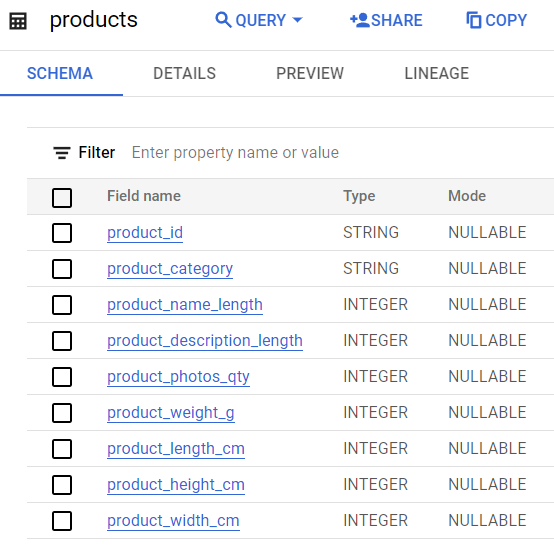 products QUERY SHARE COPY
SCHEMA DETAILS PREVIEW LINEAGE
Filter Enter property name or value
Field name Type Mode
product_id STRING NULLABLE
product_category STRING NULLABLE
product_name_length INTEGER NULLABLE
product_description_length INTEGER NULLABLE
product_photos_qty INTEGER NULLABLE
product_weight_g INTEGER NULLABLE
product_length_cm INTEGER NULLABLE
product_height_cm INTEGER NULLABLE
product_width_cm INTEGER NULLABLE